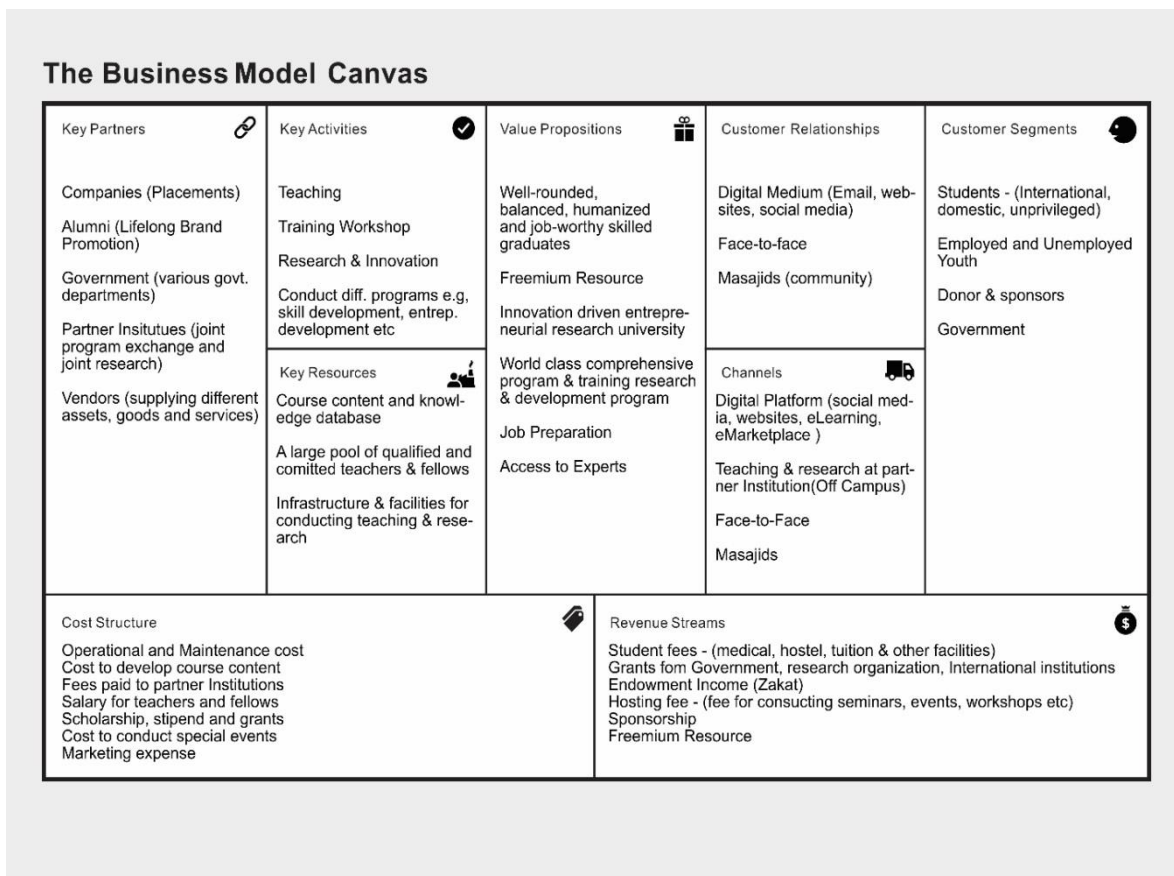 The Business Model Canvas
Key Partners
Companies (Placements)
Alumni (Lifelong Brand
Promotion)
Government (various govt.
departments)
Partner Insitutues (joint
program exchange and
joint research)
Vendors (supplying different
assets, goods and services)
Key Activities
Teaching
Training Workshop
Research & Innovation
Conduct diff. programs e.g,
skill development, entrep.
development etc
Key Resources
Course content and knowl-
edge database
A large pool of qualified and
comitted teachers & fellows
Infrastructure & facilities for
conducting teaching & rese-
arch
Value Propositions
Well-rounded,
balanced, humanized
and job-worthy skilled
graduates
Freemium Resource
Innovation driven entrepre-
neurial research university
World class comprehensive
program & training research
& development program
Job Preparation
Access to Experts
Customer Relationships
Digital Medium (Email, web-
sites, social media)
Face-to-face
Masajids (community)
Channels
Digital Platform (social med-
ia, websites, eLearning,
eMarketplace )
Teaching & research at part-
ner Institution(Off Campus)
Face-to-Face
Masajids
Customer Segments
Students - (International,
domestic, unprivileged)
Employed and Unemployed
Youth
Donor & sponsors
Government
Cost Structure
Operational and Maintenance cost
Cost to develop course content
Fees paid to partner Institutions
Salary for teachers and fellows
Scholarship, stipend and grants
Cost to conduct special events
Marketing expense
Revenue Streams
$
Student fees - (medical, hostel, tuition & other facilities)
Grants fom Government, research organization, International institutions
Endowment Income (Zakat)
Hosting fee - (fee for consucting seminars, events, workshops etc)
Sponsorship
Freemium Resource